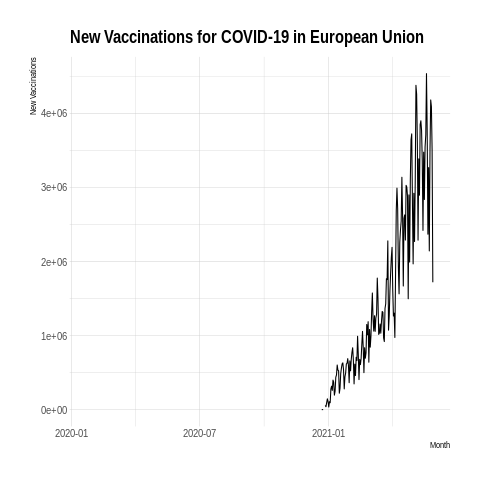 New Vaccinations for COVID-19 in European Union
New Vaccinations
4e+06
3e+06
2e+06
1e+06
0e+00
2020-01
2020-07
2021-01
Month